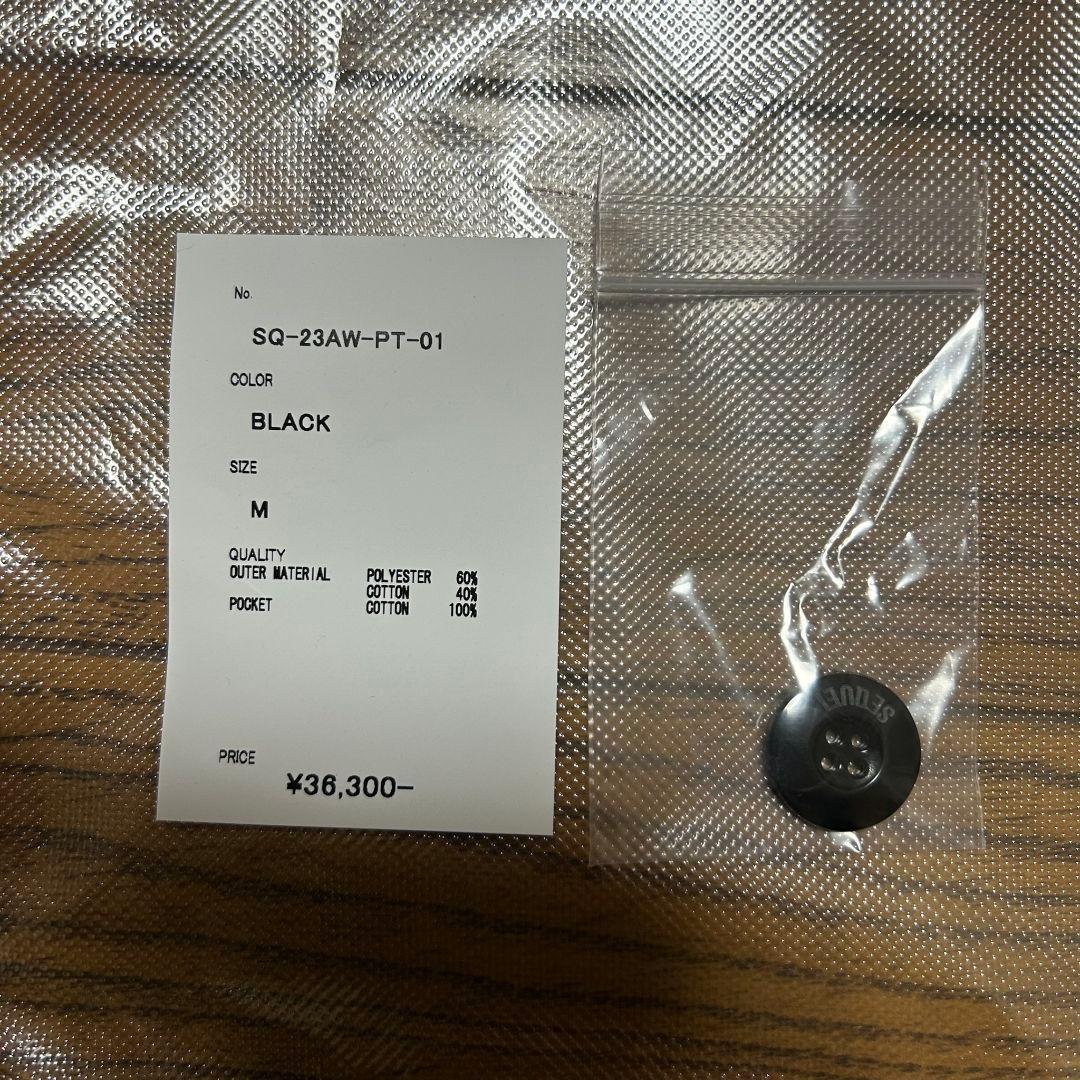 No.
SQ-23AW-PT-01
COLOR
BLACK
SIZE
M
QUALITY
OUTER MATERIAL POLYESTER 60%
COTTON 40%
POCKET COTTON 100%
PRICE
¥36,300-
SEQUEL